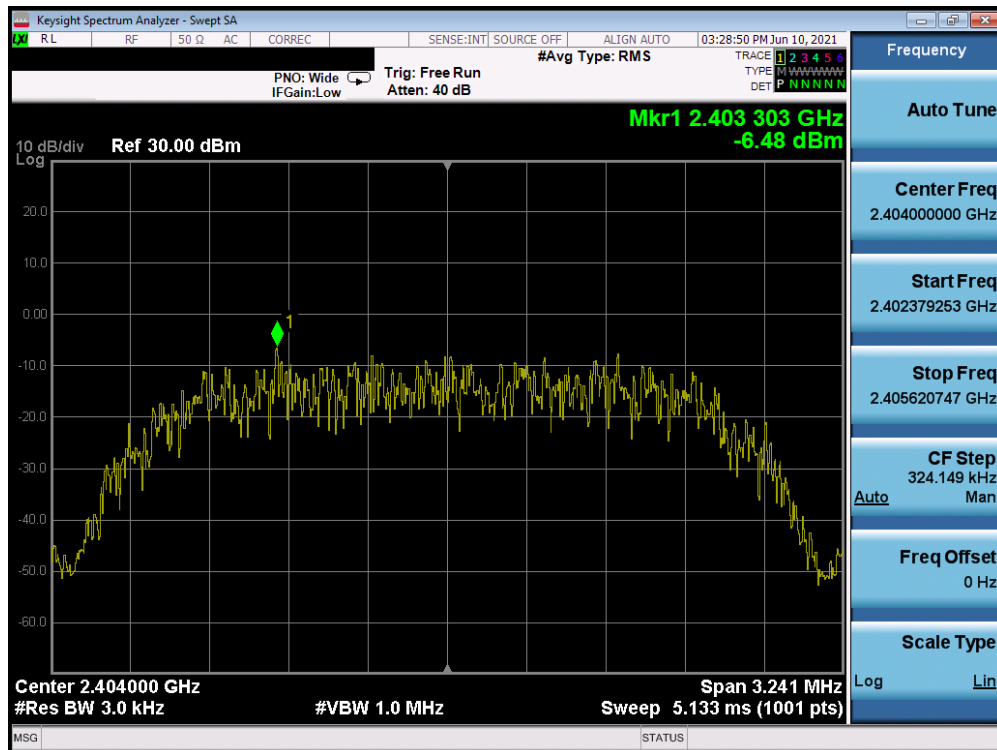 Keysight Spectrum Analyzer - Swept SA
LXI RL RF 50 Ω AC CORREC SENSE:INT SOURCE OFF ALIGN AUTO 03:28:50 PM Jun 10, 2021
#Avg Type: RMS
TRACE 1 2 3 4 5 6
PNO: Wide Trig: Free Run TYPE M WWWWW
IFGain:Low Atten: 40 dB DET P N N N N N
Mkr1 2.403 303 GHz
-6.48 dBm
10 dB/div Ref 30.00 dBm
Log
20.0
10.0
0.00
1
-10.0
-20.0
-30.0
-40.0
-50.0
-60.0
Center 2.404000 GHz Span 3.241 MHz
#Res BW 3.0 kHz #VBW 1.0 MHz Sweep 5.133 ms (1001 pts)
MSG STATUS
Frequency
Auto Tune
Center Freq
2.404000000 GHz
Start Freq
2.402379253 GHz
Stop Freq
2.405620747 GHz
CF Step
324.149 kHz
Auto Man
Freq Offset
0 Hz
Scale Type
Log Lin